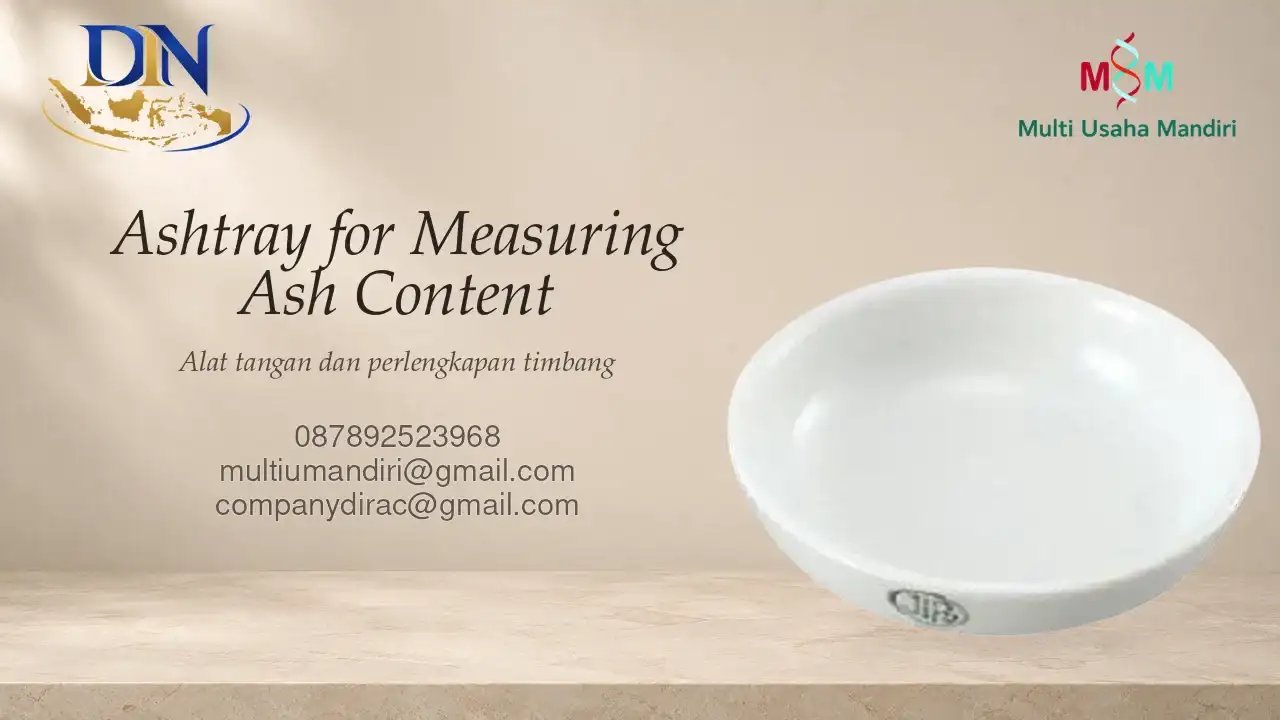 DIN
M M
Multi Usaha Mandiri
Ashtray for Measuring
Ash Content
Alat tangan dan perlengkapan timbang
087892523968
multiumandiri@gmail.com
companydirac@gmail.com